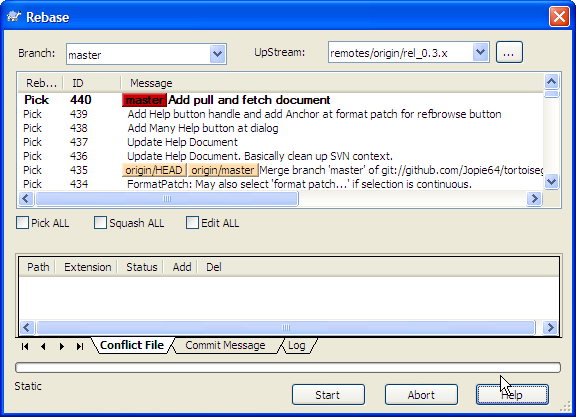 Rebase
Branch: master UpStream: remotes/origin/rel_0.3.x ...
Reb... ID Message
Pick 440 master Add pull and fetch document
Pick 439 Add Help button handle and add Anchor at format patch for refbrowse button
Pick 438 Add Many Help button at dialog
Pick 437 Update Help Document
Pick 436 Update Help Document. Basically clean up SVN context.
Pick 435 origin/HEAD origin/master Merge branch 'master' of git://github.com/Jopie64/tortoiseg
Pick 434 FormatPatch: May also select 'format patch...' if selection is continuous.
Pick ALL Squash ALL Edit ALL
Path Extension Status Add Del
Conflict File Commit Message Log
Static
Start Abort Help